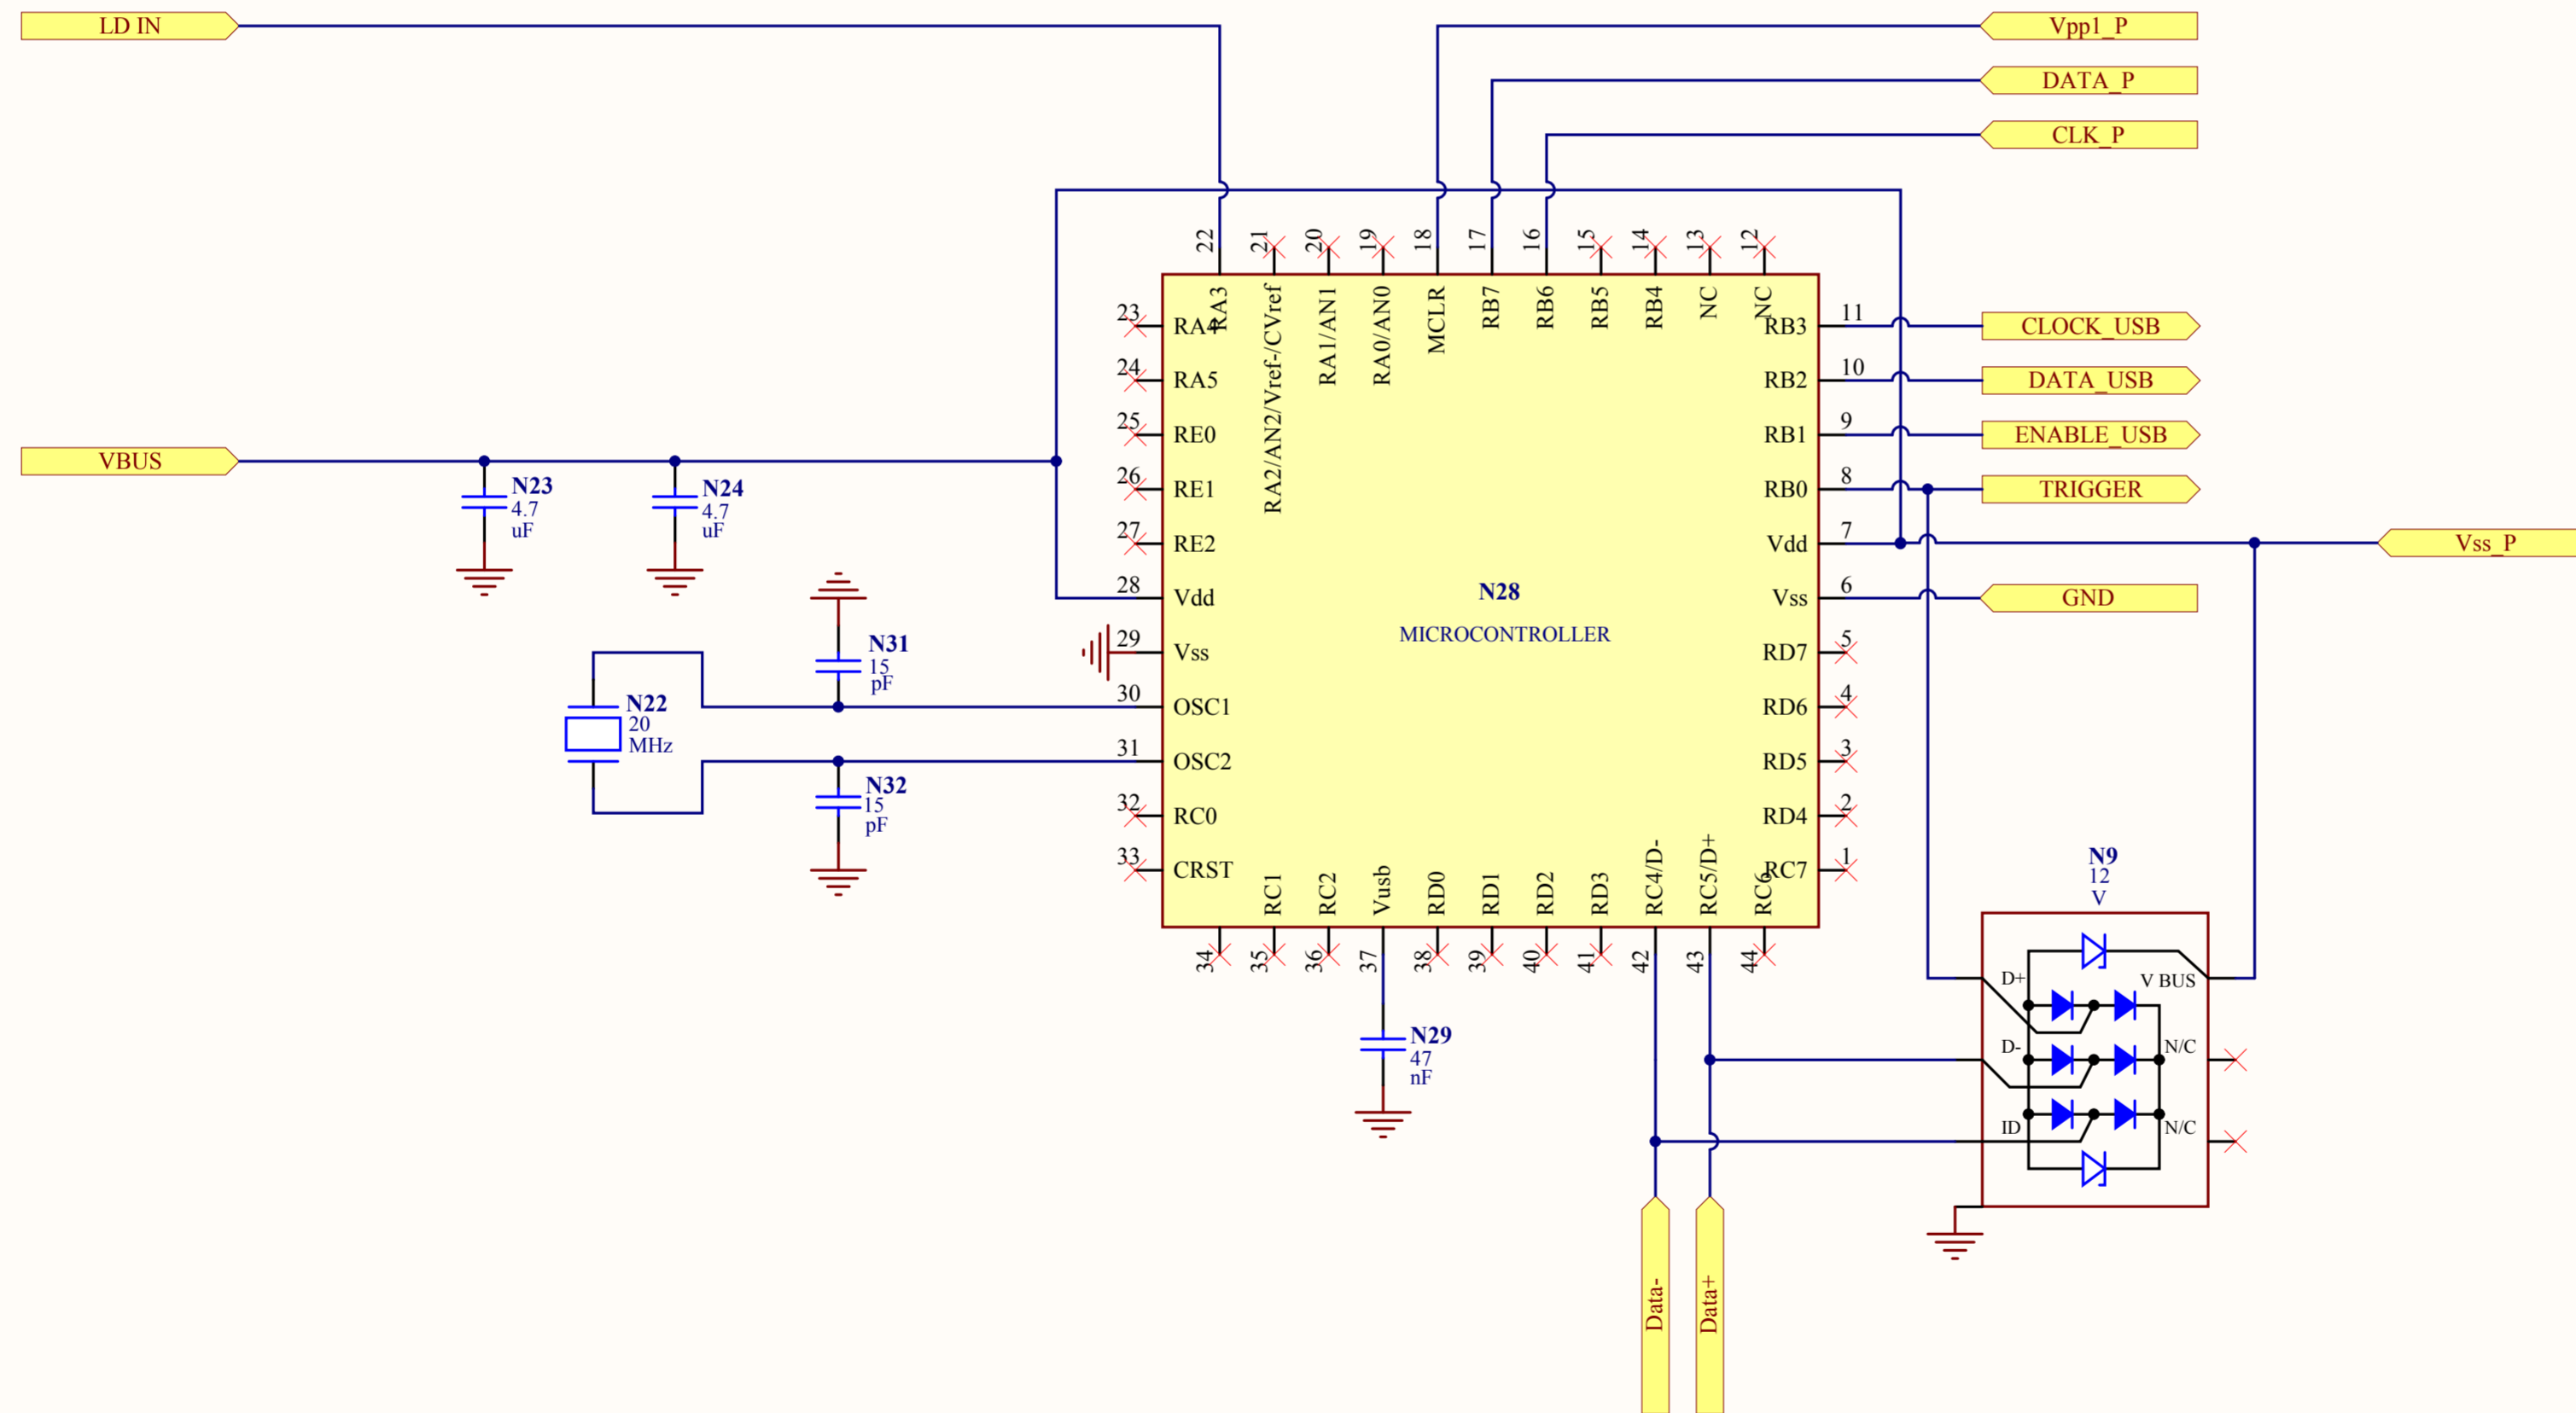 LD IN
Vpp1_P
DATA_P
CLK_P
22
21
20
19
18
17
16
15
14
13
12
RA3
RA2/AN2/Vref-/CVref
RA1/AN1
RA0/AN0
MCLR
RB7
RB6
RB5
RB4
NC
NC
23
RA4
24
RA5
25
RE0
26
RE1
27
RE2
28
Vdd
29
Vss
30
OSC1
31
OSC2
32
RC0
33
CRST
RB3
11
CLOCK_USB
RB2
10
DATA_USB
RB1
9
ENABLE_USB
RB0
8
TRIGGER
Vdd
7
Vss_P
Vss
6
GND
RD7
5
RD6
4
RD5
3
RD4
2
RC7
1
VBUS
N23
4.7
uF
N24
4.7
uF
N31
15
pF
N22
20
MHz
N32
15
pF
N28
MICROCONTROLLER
RC1
RC2
Vusb
RD0
RD1
RD2
RD3
RC4/D-
RC5/D+
RC6
34
35
36
37
38
39
40
41
42
43
44
N29
47
nF
N9
12
V
D+
V BUS
D-
N/C
ID
N/C
Data-
Data+